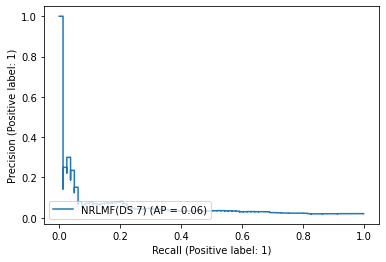 1.0
0.8
0.6
0.4
0.2
0.0
Precision (Positive label: 1)
NRLMF(DS 7) (AP = 0.06)
0.0 0.2 0.4 0.6 0.8 1.0
Recall (Positive label: 1)